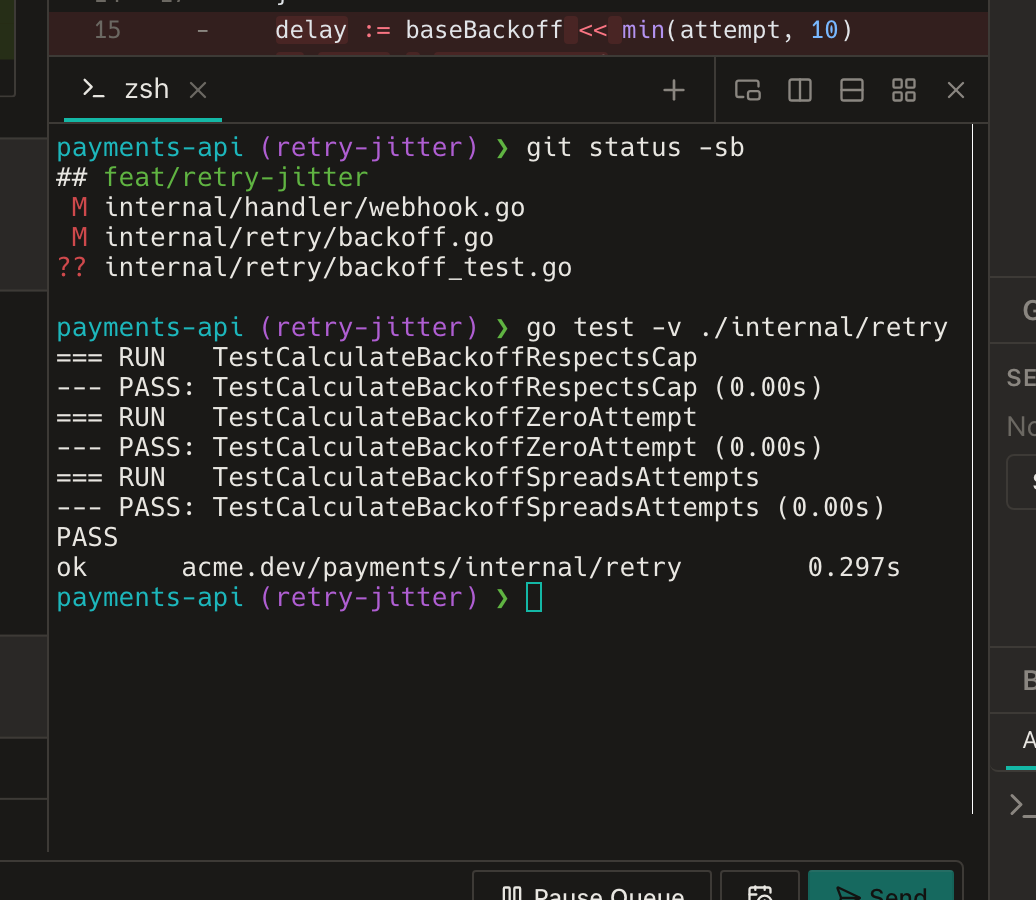 15 - delay := baseBackoff << min(attempt, 10)
zsh
payments-api (retry-jitter) ❯ git status -sb
## feat/retry-jitter
 M internal/handler/webhook.go
 M internal/retry/backoff.go
?? internal/retry/backoff_test.go
payments-api (retry-jitter) ❯ go test -v ./internal/retry
=== RUN   TestCalculateBackoffRespectsCap
--- PASS: TestCalculateBackoffRespectsCap (0.00s)
=== RUN   TestCalculateBackoffZeroAttempt
--- PASS: TestCalculateBackoffZeroAttempt (0.00s)
=== RUN   TestCalculateBackoffSpreadsAttempts
--- PASS: TestCalculateBackoffSpreadsAttempts (0.00s)
PASS
ok      acme.dev/payments/internal/retry        0.297s
payments-api (retry-jitter) ❯
Pause Queue
Send